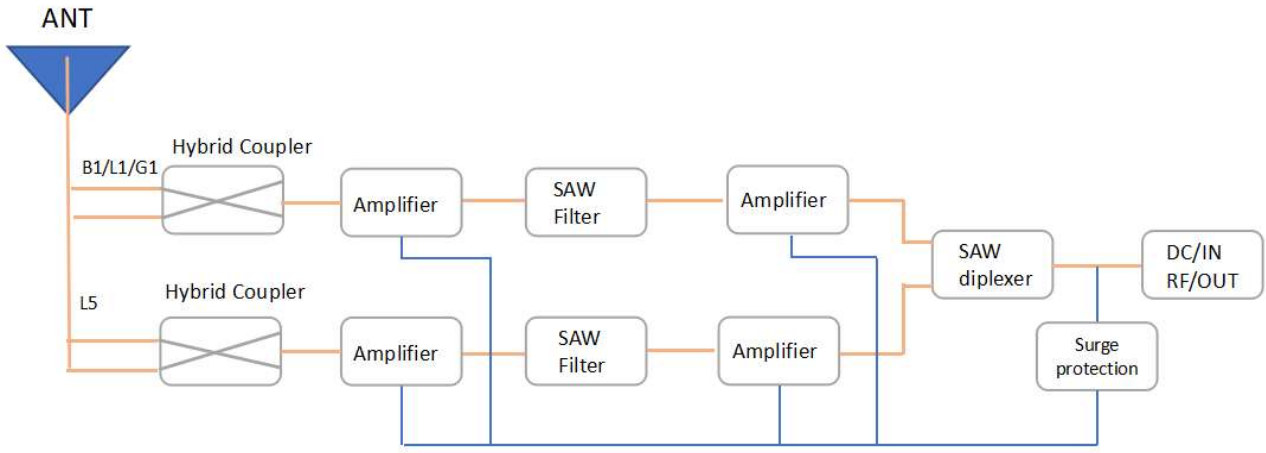 ANT
B1/L1/G1
Hybrid Coupler
Amplifier
SAW
Filter
Amplifier
SAW
diplexer
DC/IN
RF/OUT
L5
Hybrid Coupler
Amplifier
SAW
Filter
Amplifier
Surge
protection